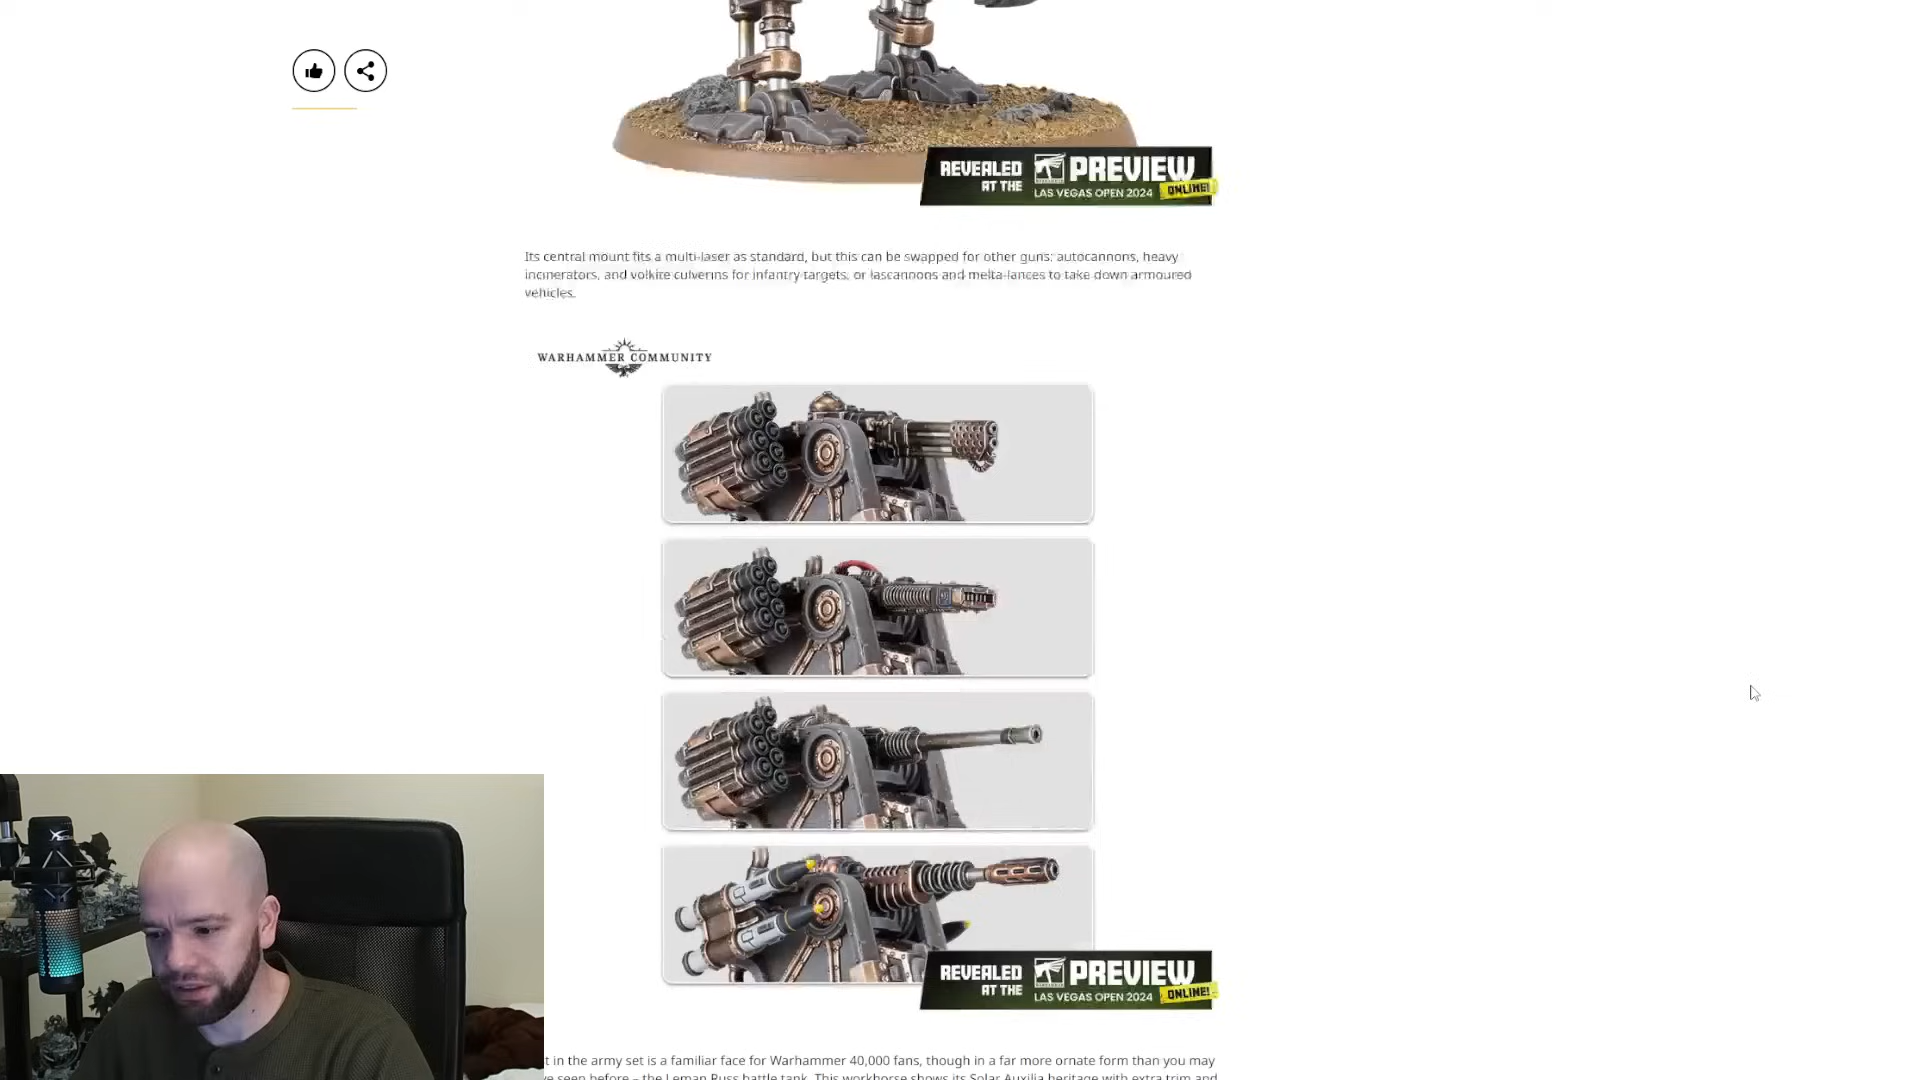 REVEALED
AT THE
PREVIEW
LAS VEGAS OPEN 2024
ONLINE!
Its central mount fits a multi-laser as standard, but this can be swapped for other guns: autocannons, heavy
incinerators, and volkite culverins for infantry targets, or lascannons and melta-lances to take down armoured
vehicles.
WARHAMMER COMMUNITY
REVEALED
AT THE
PREVIEW
LAS VEGAS OPEN 2024
ONLINE!
in the army set is a familiar face for Warhammer 40,000 fans, though in a far more ornate form than you may
seen before – the Leman Russ battle tank. This workhorse shows its Solar Auxilia heritage with extra trim and